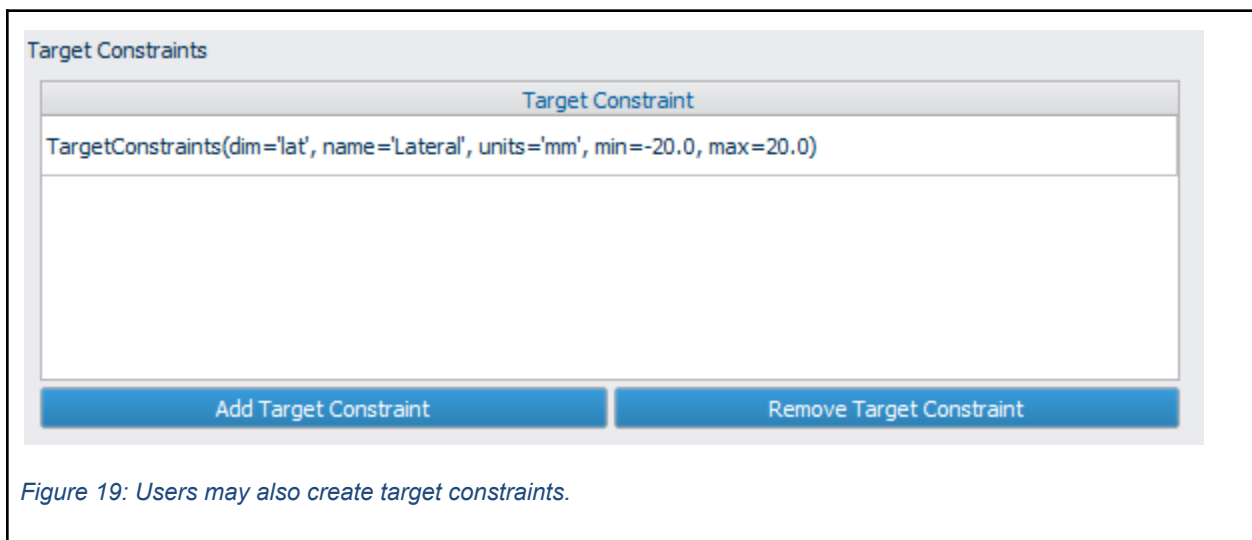 Target Constraints
Target Constraint
TargetConstraints(dim='lat', name='Lateral', units='mm', min=-20.0, max=20.0)
Add Target Constraint
Remove Target Constraint
Figure 19: Users may also create target constraints.